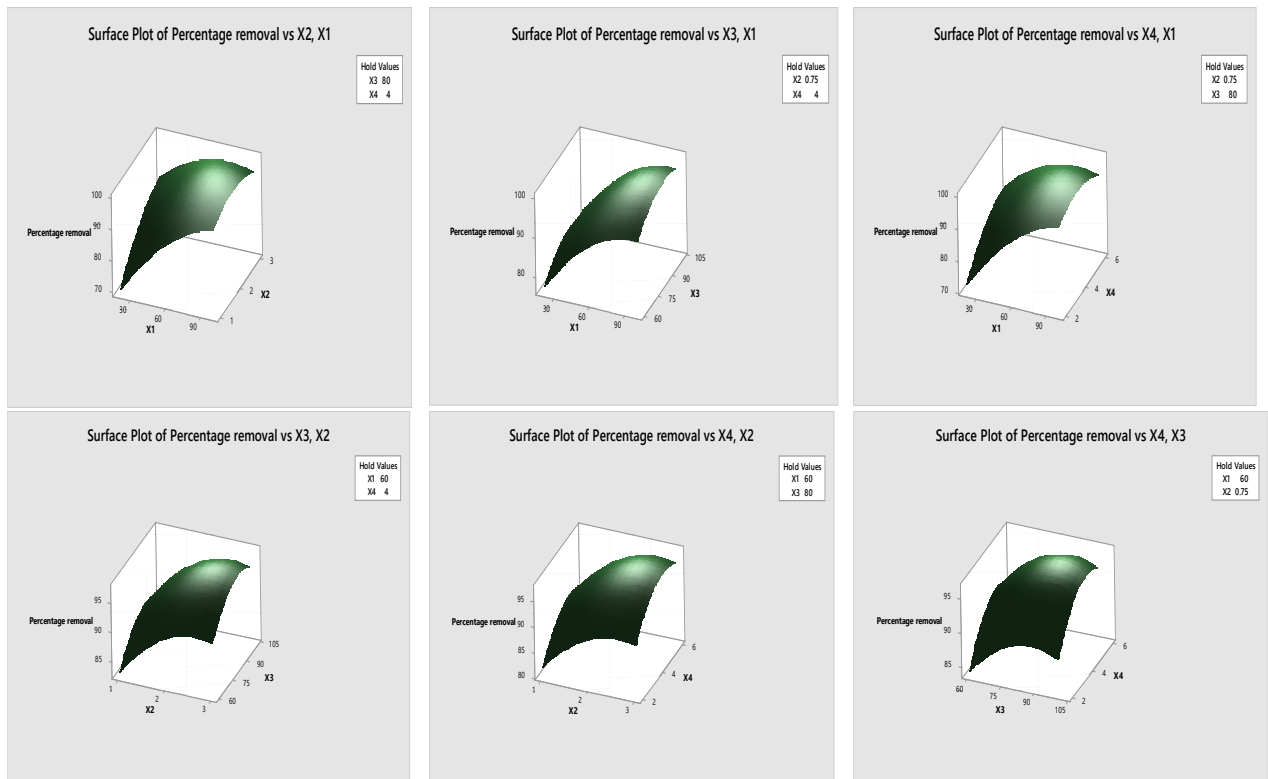 Surface Plot of Percentage removal vs X2, X1
Hold Values
X3 80
X4 4
100
90
80
70
Percentage removal
30
60
90
X1
1
2
3
X2
Surface Plot of Percentage removal vs X3, X1
Hold Values
X2 0.75
X4 4
100
90
80
Percentage removal
30
60
90
X1
60
75
90
105
X3
Surface Plot of Percentage removal vs X4, X1
Hold Values
X2 0.75
X3 80
100
90
80
70
Percentage removal
30
60
90
X1
2
4
6
X4
Surface Plot of Percentage removal vs X3, X2
Hold Values
X1 60
X4 4
95
90
85
Percentage removal
1
2
3
X2
60
75
90
105
X3
Surface Plot of Percentage removal vs X4, X2
Hold Values
X1 60
X3 80
95
90
85
80
Percentage removal
1
2
3
X2
2
4
6
X4
Surface Plot of Percentage removal vs X4, X3
Hold Values
X1 60
X2 0.75
95
90
85
Percentage removal
60
75
90
105
X3
2
4
6
X4